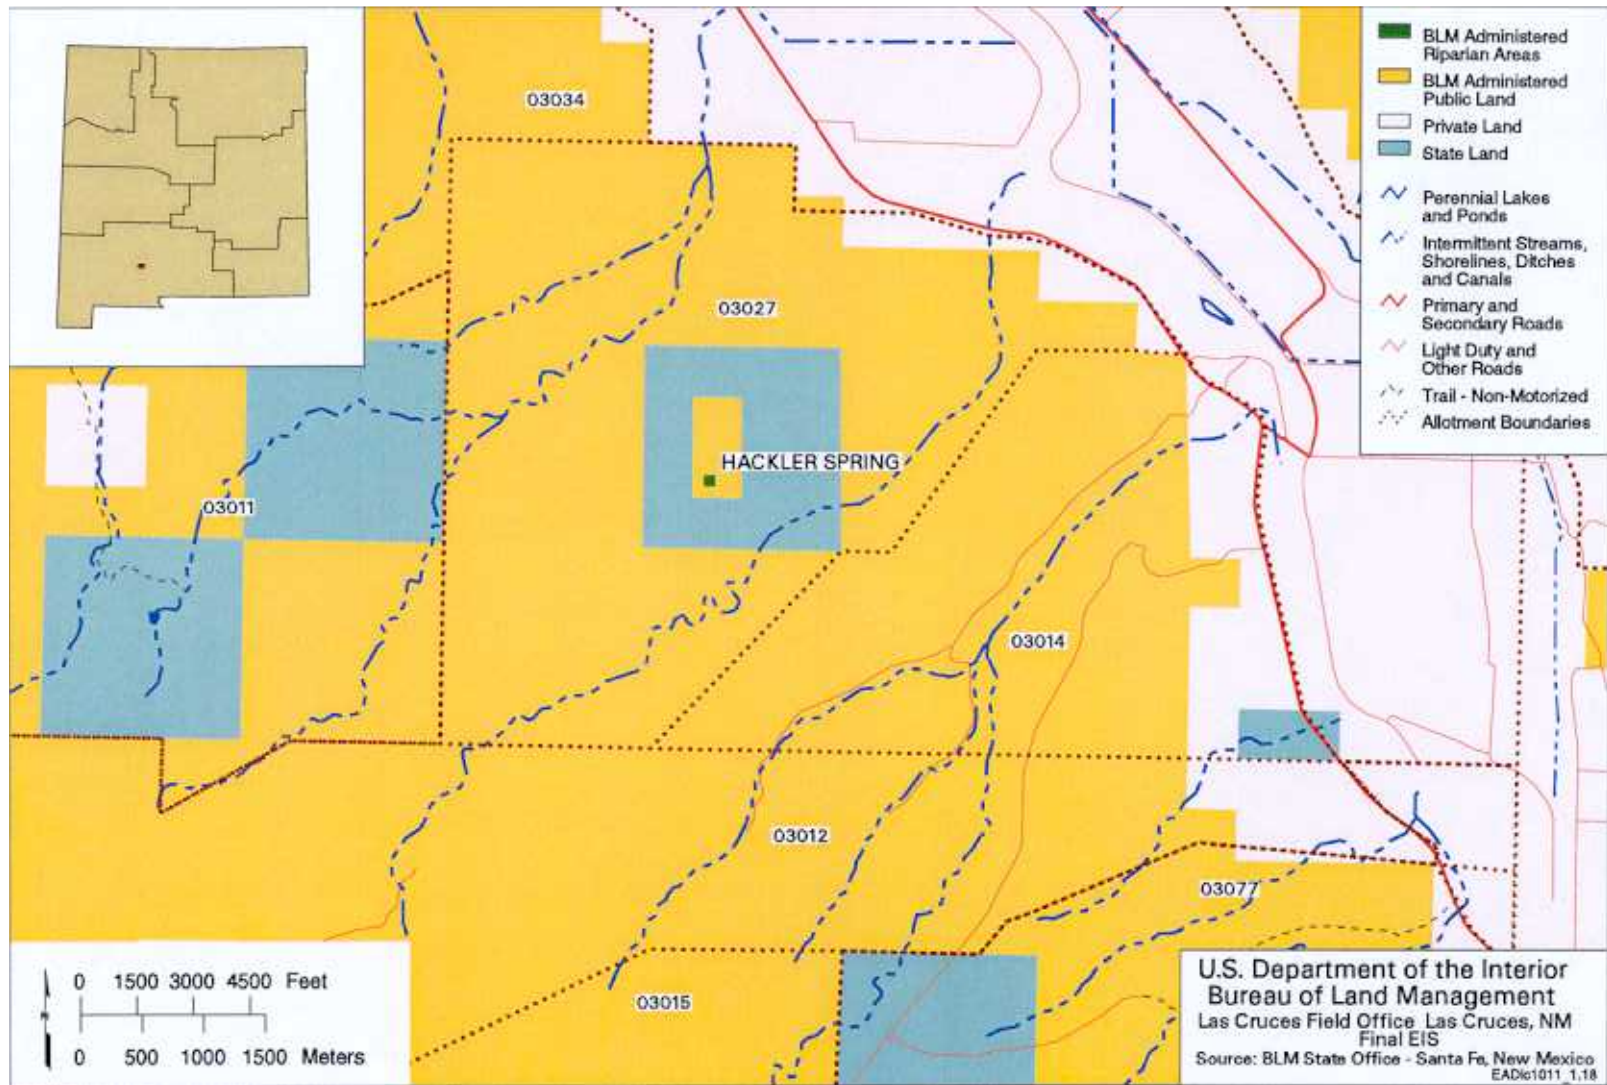 BLM Administered
Riparian Areas
BLM Administered
Public Land
Private Land
State Land
Perennial Lakes
and Ponds
Intermittent Streams,
Shorelines, Ditches
and Canals
Primary and
Secondary Roads
Light Duty and
Other Roads
Trail - Non-Motorized
Allotment Boundaries
03034
03027
HACKLER SPRING
03011
03014
03012
03077
03015
0 1500 3000 4500 Feet
N
0 500 1000 1500 Meters
U.S. Department of the Interior
Bureau of Land Management
Las Cruces Field Office Las Cruces, NM
Final EIS
Source: BLM State Office - Santa Fe, New Mexico
EADlc1011 1.18